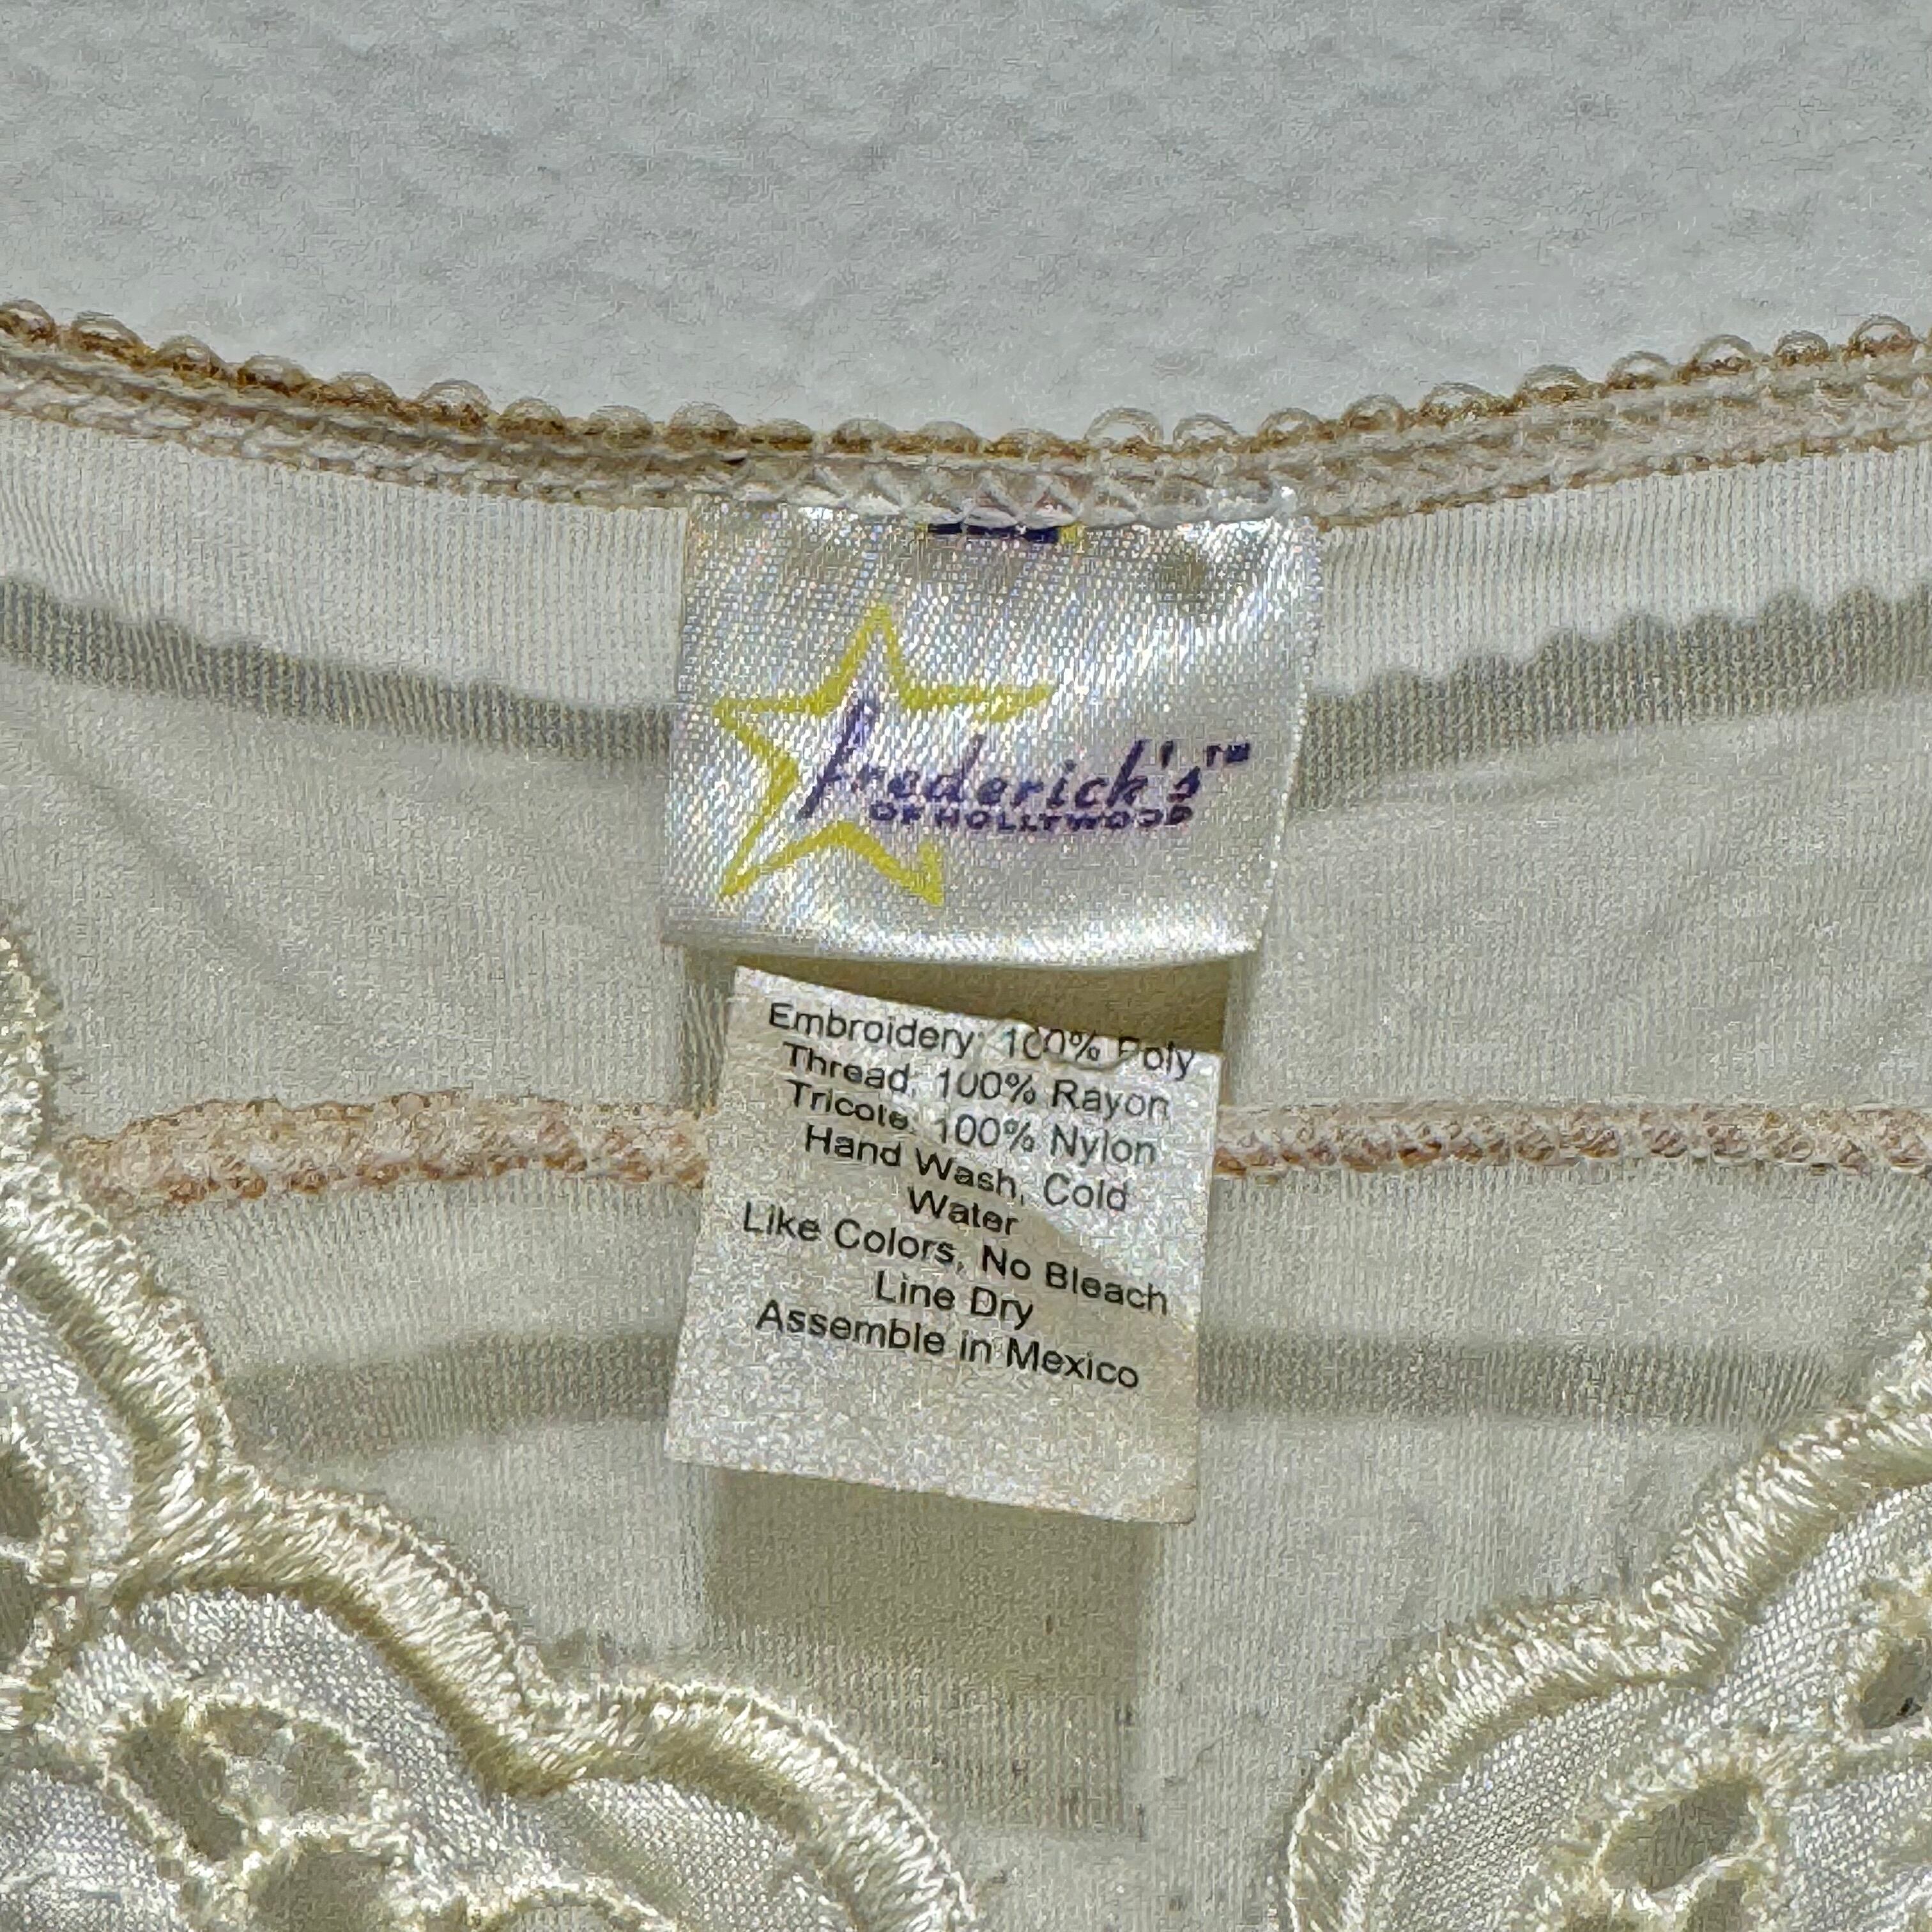 frederick's™
OF HOLLYWOOD
Embroidery: 100% Poly
Thread: 100% Rayon
Tricote: 100% Nylon
Hand Wash, Cold
Water
Like Colors, No Bleach
Line Dry
Assemble in Mexico